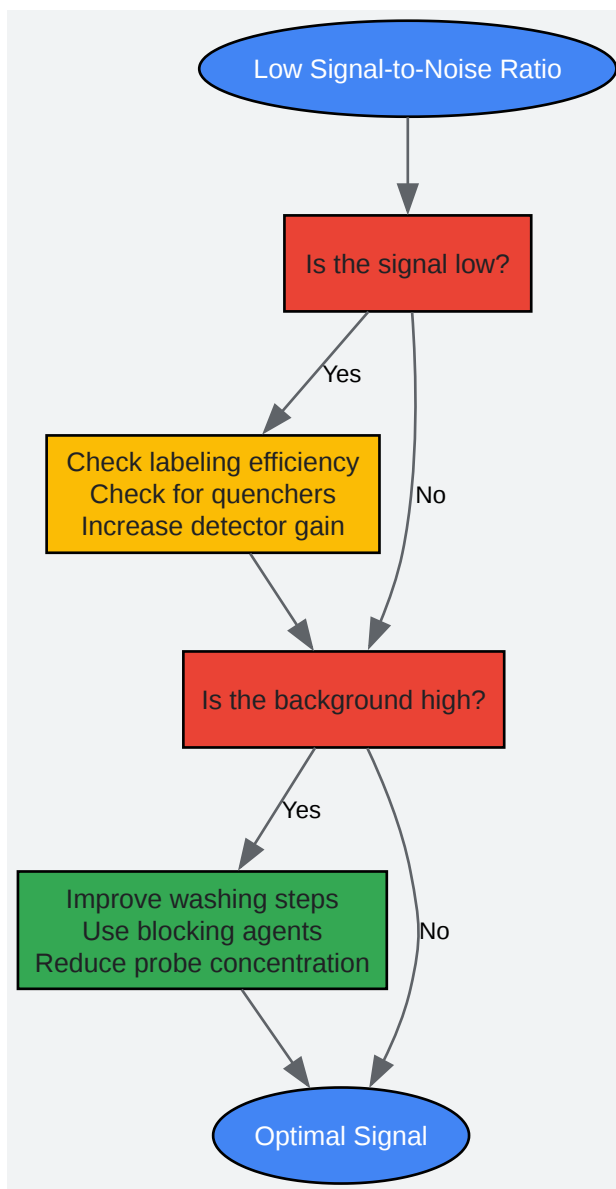 Low Signal-to-Noise Ratio
Is the signal low?
Yes
Check labeling efficiency
Check for quenchers
Increase detector gain
No
Is the background high?
Yes
Improve washing steps
Use blocking agents
Reduce probe concentration
No
Optimal Signal